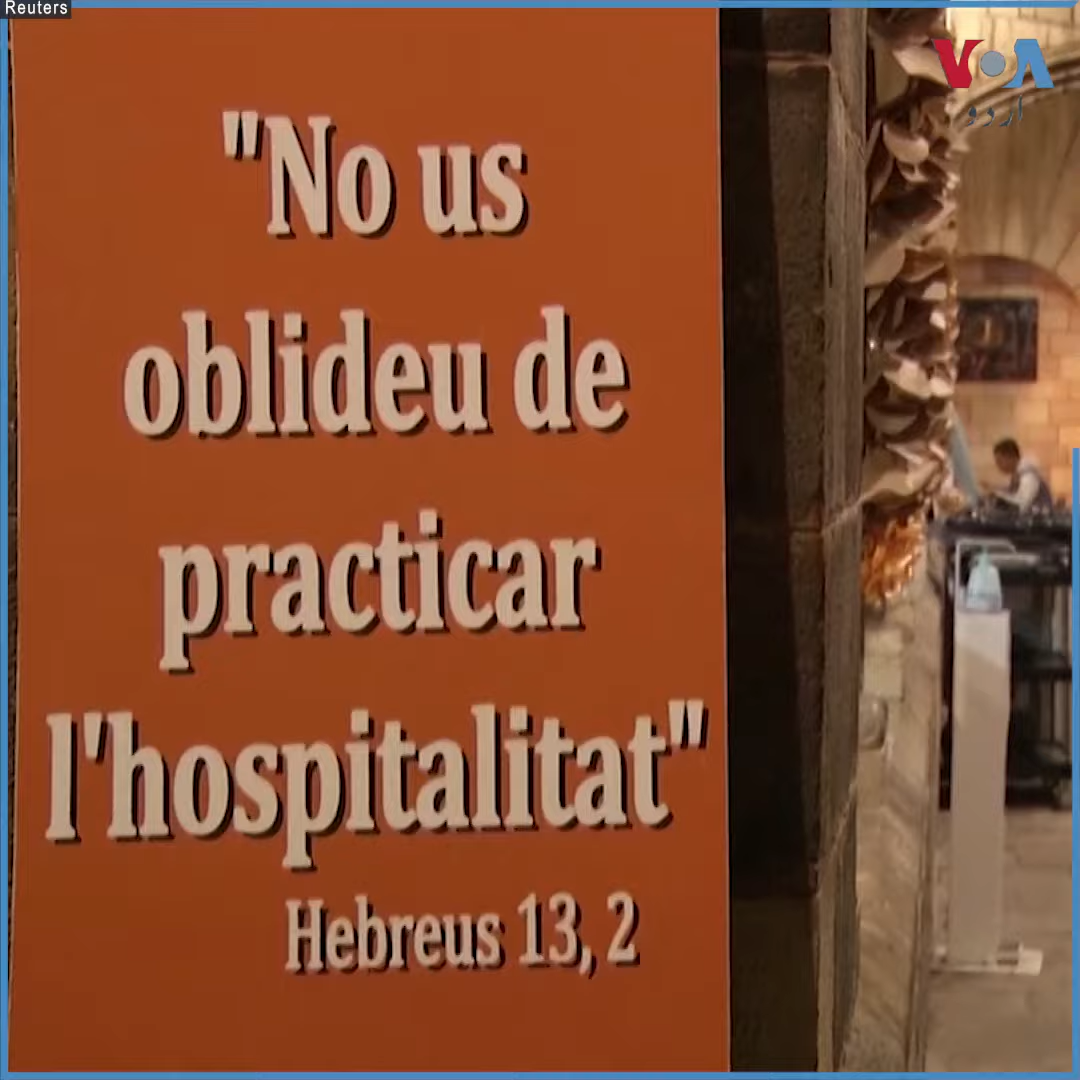 Reuters
VOA
اردو
"No us
oblideu de
practicar
l'hospitalitat"
Hebreus 13, 2